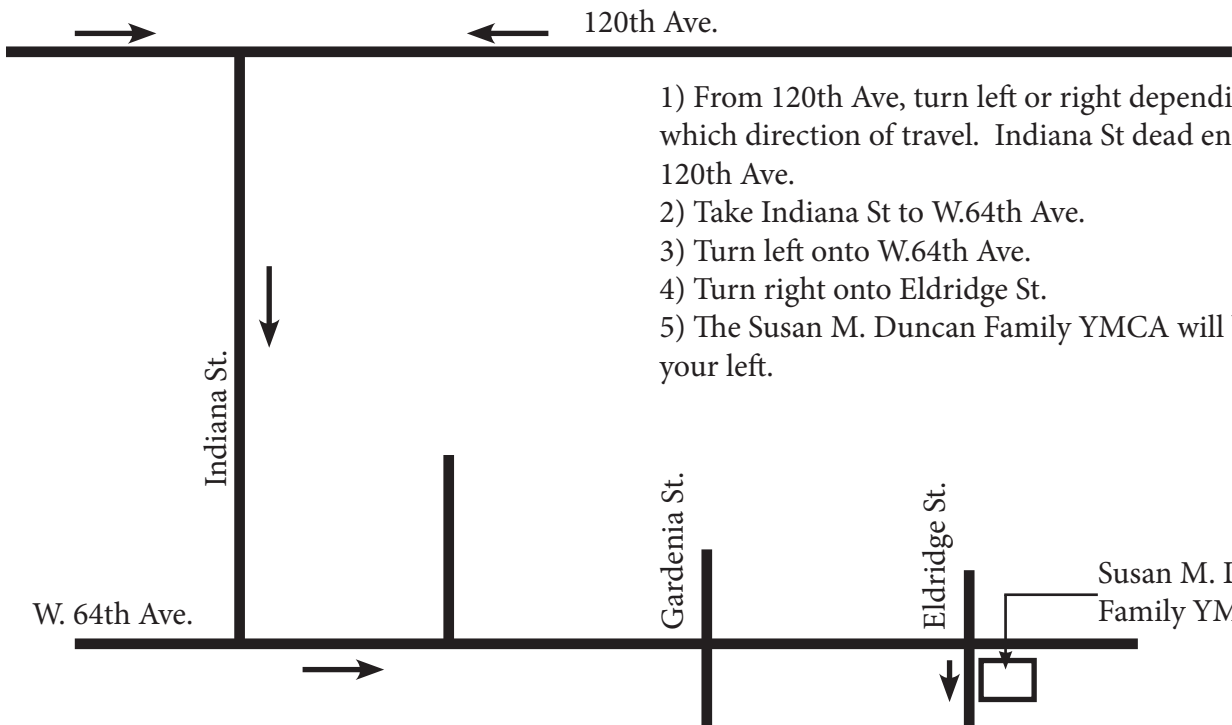 120th Ave.
1) From 120th Ave, turn left or right
which direction of travel.  Indiana St dead
120th Ave.
2) Take Indiana St to W.64th Ave.
3) Turn left onto W.64th Ave.
4) Turn right onto Eldridge St.
5) The Susan M. Duncan Family YMCA will
your left.
Indiana St.
Gardenia St.
Eldridge St.
Susan M.
Family
W. 64th Ave.